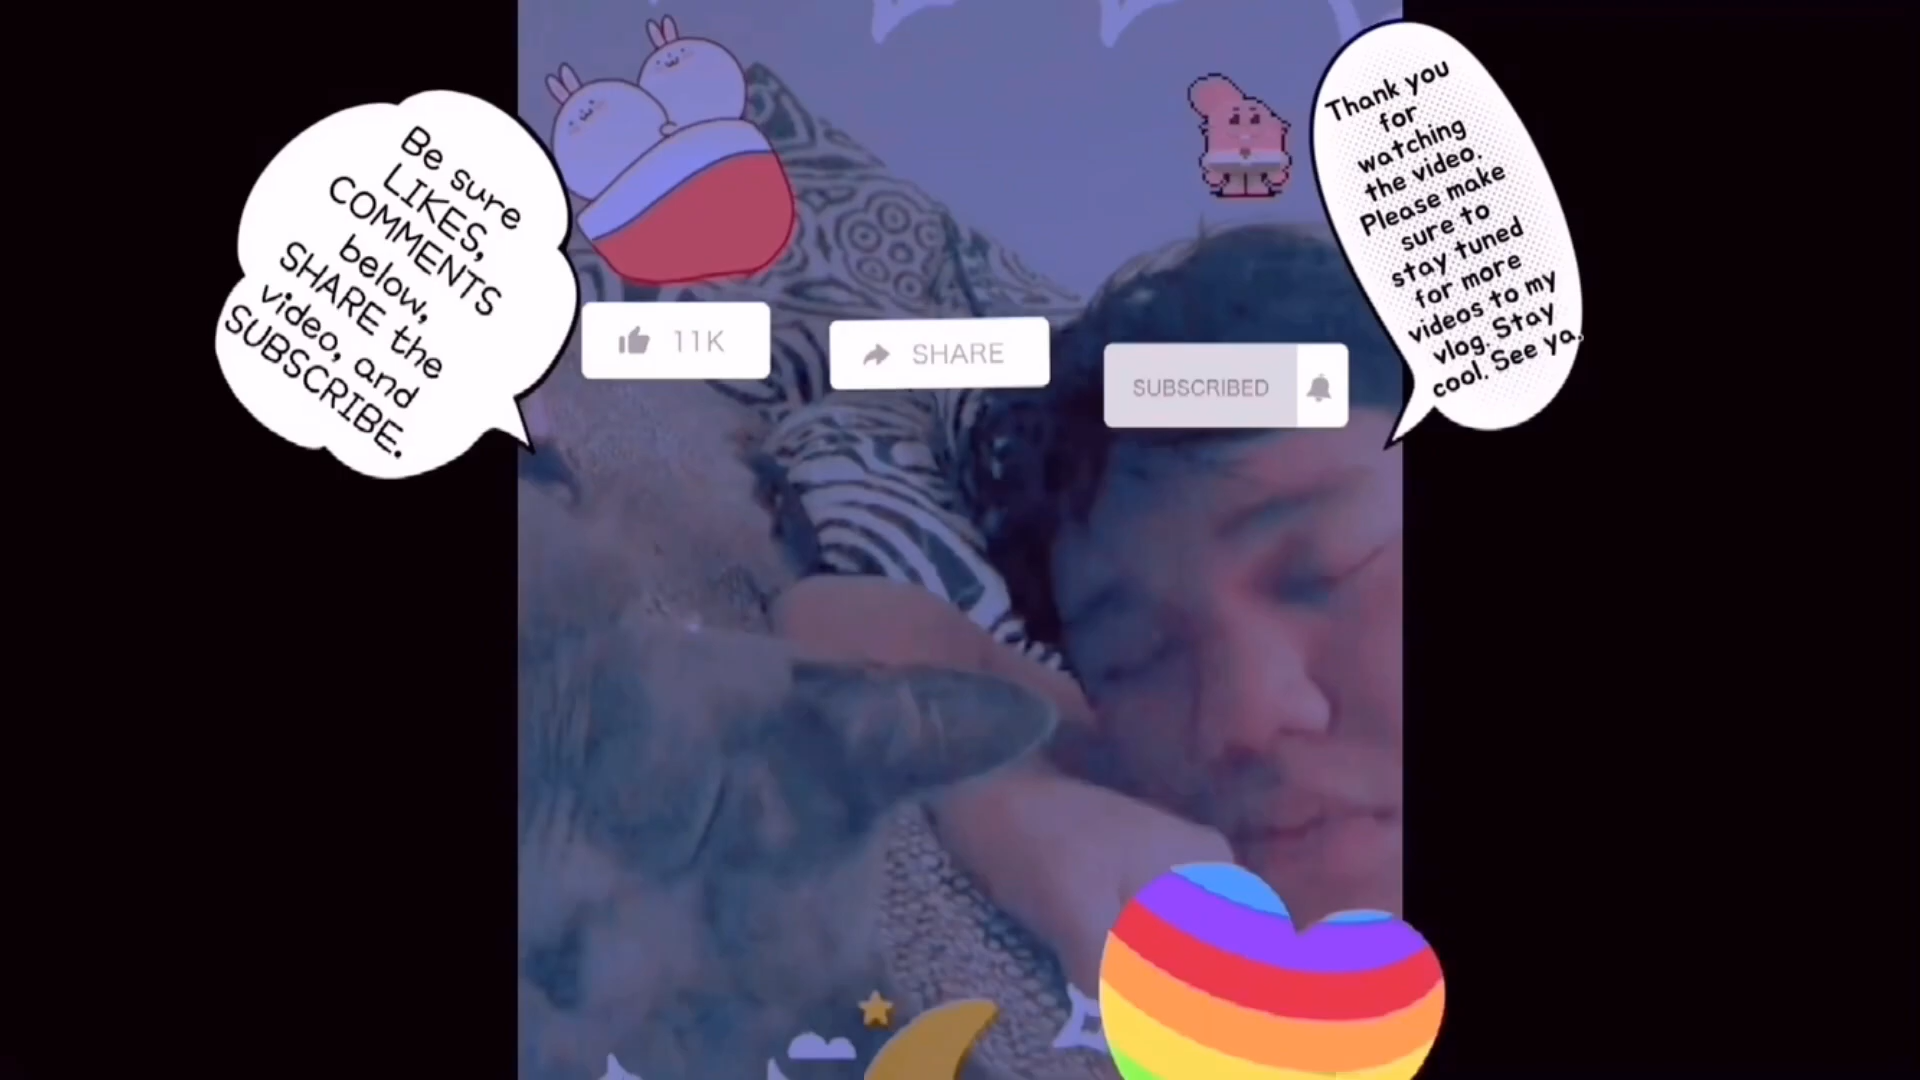 Be sure
LIKES,
COMMENTS
below,
SHARE the
video, and
SUBSCRIBE.
11K
SHARE
SUBSCRIBED
Thank you
for
watching
the video.
Please make
sure to
stay tuned
for more
videos to my
vlog. Stay
cool. See ya.